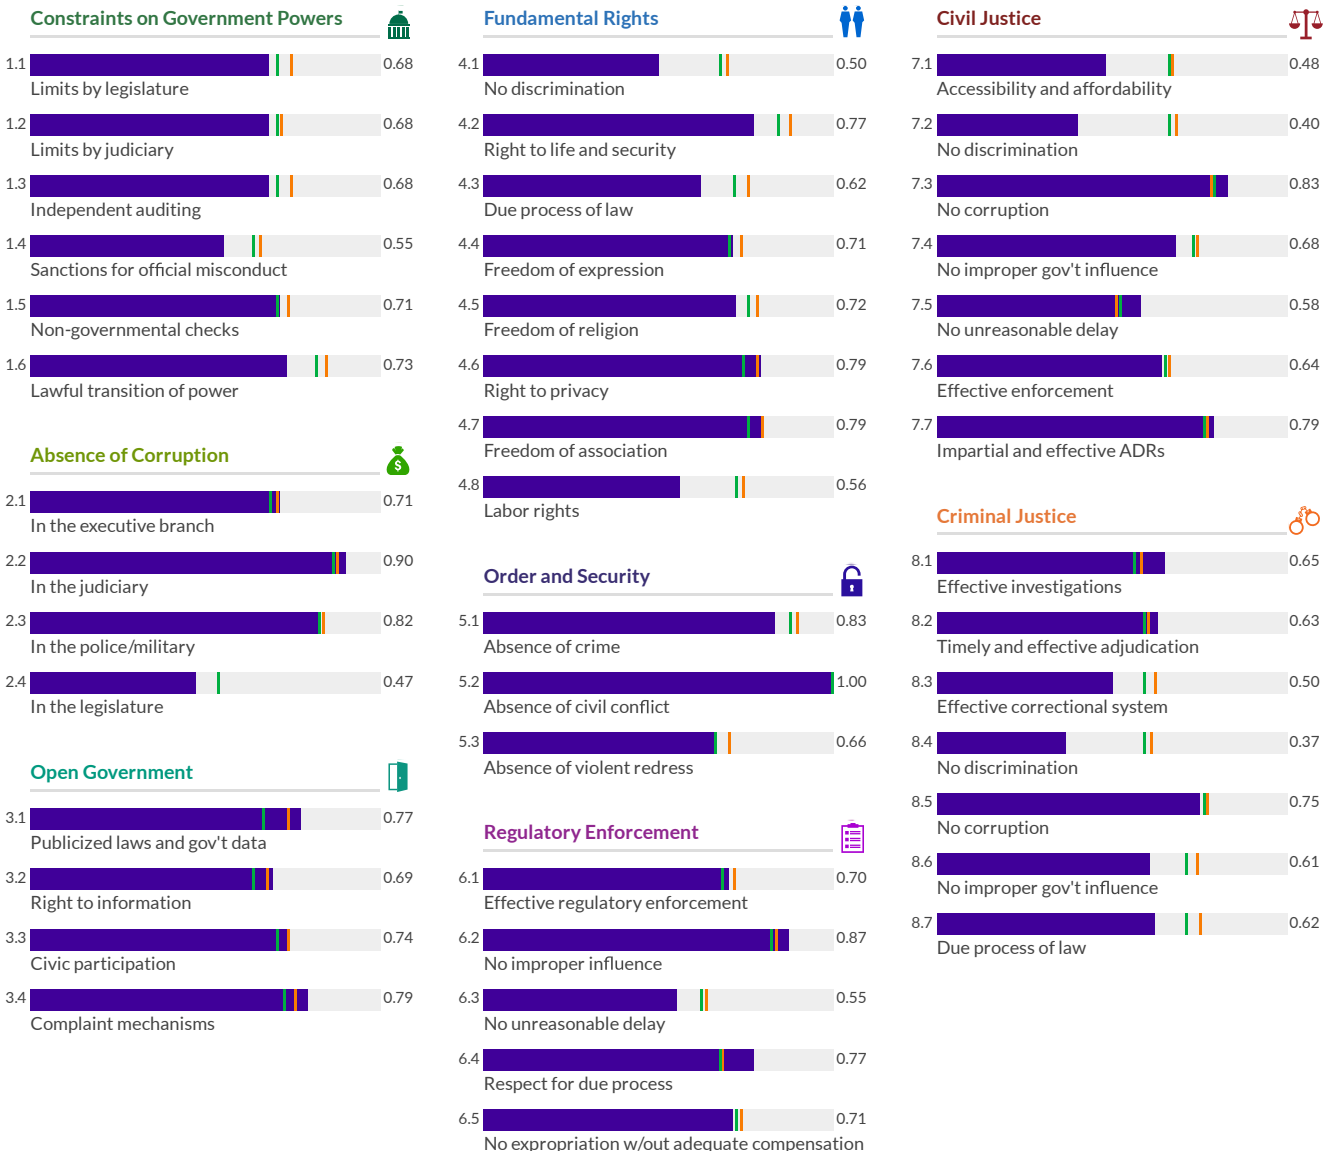 Constraints on Government Powers
1.1 0.68
Limits by legislature
1.2 0.68
Limits by judiciary
1.3 0.68
Independent auditing
1.4 0.55
Sanctions for official misconduct
1.5 0.71
Non-governmental checks
1.6 0.73
Lawful transition of power
Absence of Corruption
$
2.1 0.71
In the executive branch
2.2 0.90
In the judiciary
2.3 0.82
In the police/military
2.4 0.47
In the legislature
Open Government
3.1 0.77
Publicized laws and gov't data
3.2 0.69
Right to information
3.3 0.74
Civic participation
3.4 0.79
Complaint mechanisms
Fundamental Rights
4.1 0.50
No discrimination
4.2 0.77
Right to life and security
4.3 0.62
Due process of law
4.4 0.71
Freedom of expression
4.5 0.72
Freedom of religion
4.6 0.79
Right to privacy
4.7 0.79
Freedom of association
4.8 0.56
Labor rights
Order and Security
5.1 0.83
Absence of crime
5.2 1.00
Absence of civil conflict
5.3 0.66
Absence of violent redress
Regulatory Enforcement
6.1 0.70
Effective regulatory enforcement
6.2 0.87
No improper influence
6.3 0.55
No unreasonable delay
6.4 0.77
Respect for due process
6.5 0.71
No expropriation w/out adequate compensation
Civil Justice
7.1 0.48
Accessibility and affordability
7.2 0.40
No discrimination
7.3 0.83
No corruption
7.4 0.68
No improper gov't influence
7.5 0.58
No unreasonable delay
7.6 0.64
Effective enforcement
7.7 0.79
Impartial and effective ADRs
Criminal Justice
8.1 0.65
Effective investigations
8.2 0.63
Timely and effective adjudication
8.3 0.50
Effective correctional system
8.4 0.37
No discrimination
8.5 0.75
No corruption
8.6 0.61
No improper gov't influence
8.7 0.62
Due process of law